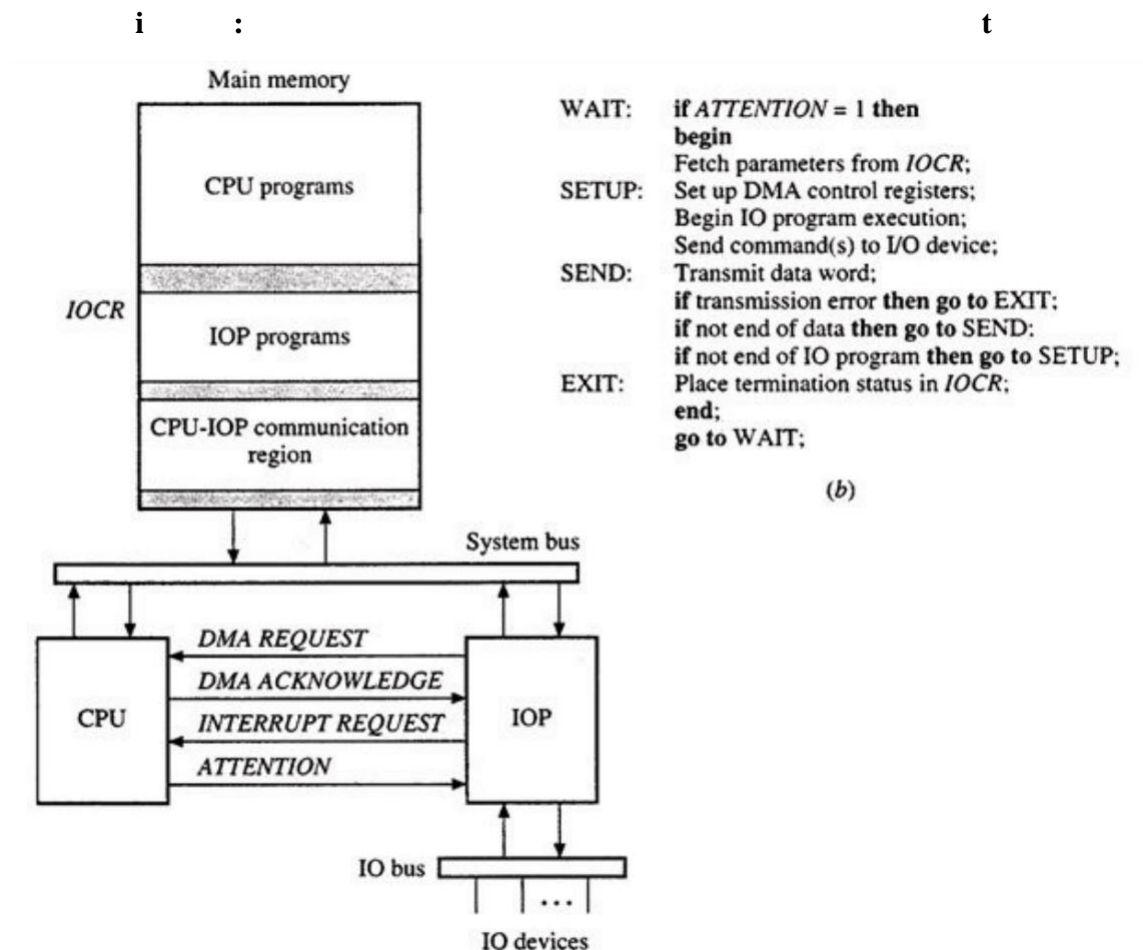 i : t
Main memory
CPU programs
IOCR
IOP programs
CPU-IOP communication
region
WAIT: if ATTENTION = 1 then
begin
Fetch parameters from IOCR;
SETUP: Set up DMA control registers;
Begin IO program execution;
Send command(s) to I/O device;
SEND: Transmit data word;
if transmission error then go to EXIT;
if not end of data then go to SEND:
if not end of IO program then go to SETUP;
EXIT: Place termination status in IOCR;
end;
go to WAIT;
(b)
System bus
DMA REQUEST
DMA ACKNOWLEDGE
CPU
IOP
INTERRUPT REQUEST
ATTENTION
IO bus
...
IO devices